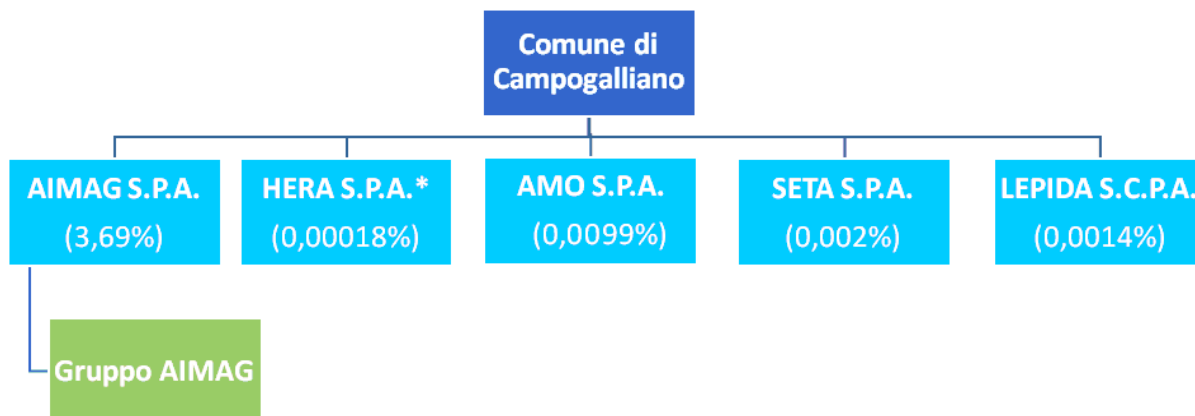 Comune di
Campogalliano
AIMAG S.P.A.
(3,69%)
HERA S.P.A.*
(0,00018%)
AMO S.P.A.
(0,0099%)
SETA S.P.A.
(0,002%)
LEPIDA S.C.P.A.
(0,0014%)
Gruppo AIMAG